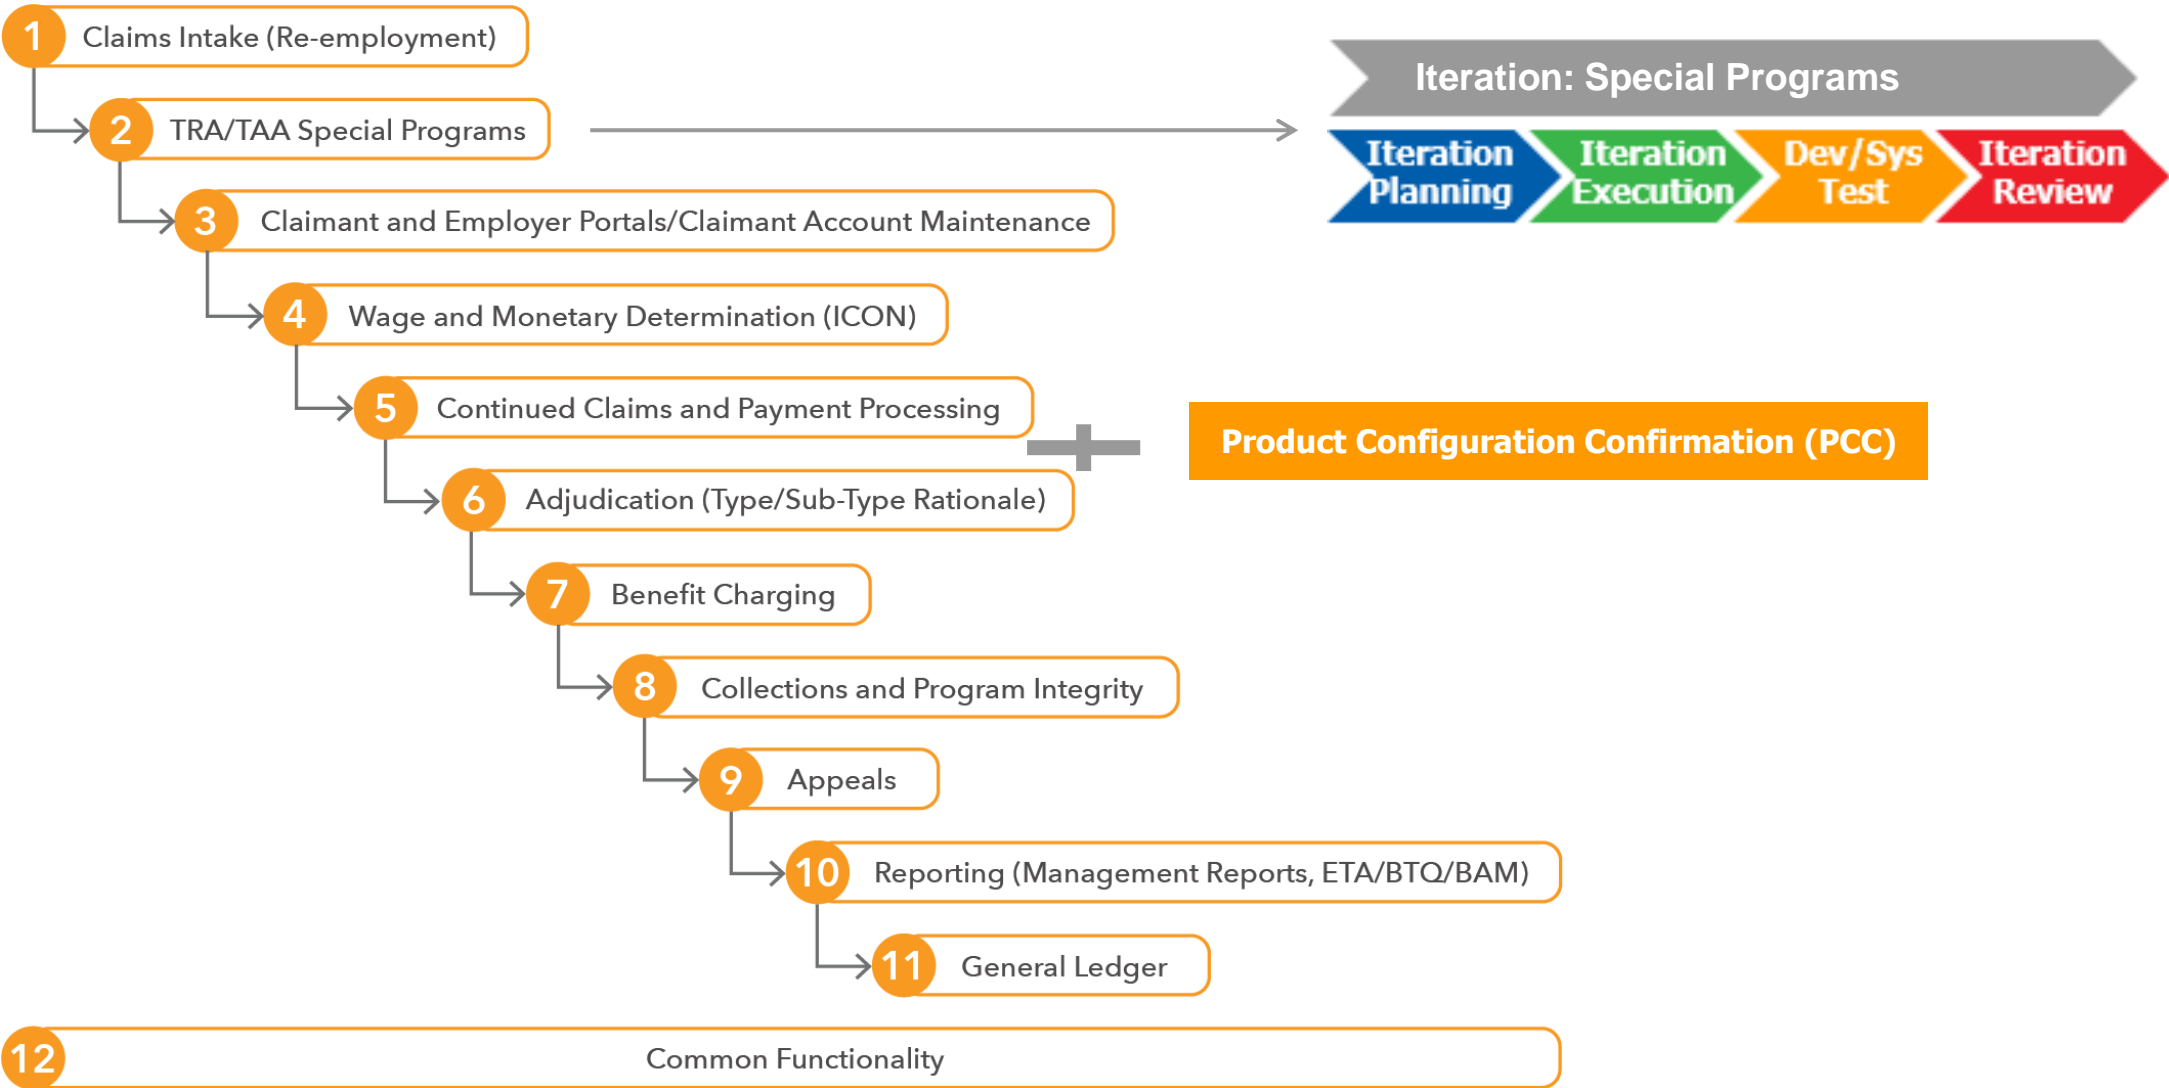 1 Claims Intake (Re-employment)
2 TRA/TAA Special Programs
Iteration: Special Programs
Iteration Planning
Iteration Execution
Dev/Sys Test
Iteration Review
3 Claimant and Employer Portals/Claimant Account Maintenance
4 Wage and Monetary Determination (ICON)
5 Continued Claims and Payment Processing
Product Configuration Confirmation (PCC)
6 Adjudication (Type/Sub-Type Rationale)
7 Benefit Charging
8 Collections and Program Integrity
9 Appeals
10 Reporting (Management Reports, ETA/BTQ/BAM)
11 General Ledger
12 Common Functionality